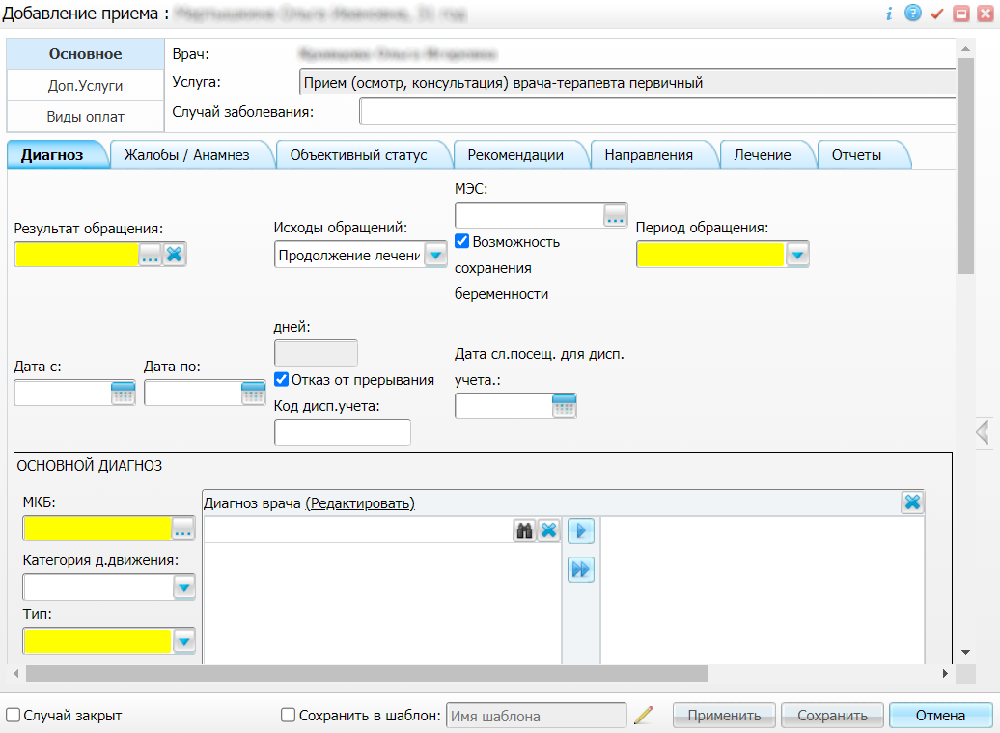 Добавление приема :
Основное
Доп.Услуги
Виды оплат
Врач:
Услуга: Прием (осмотр, консультация) врача-терапевта первичный
Случай заболевания:
Диагноз Жалобы / Анамнез Объективный статус Рекомендации Направления Лечение Отчеты
Результат обращения:
Исходы обращений:
Продолжение лечени
МЭС:
...
Возможность
сохранения
беременности
Период обращения:
Дата с:
Дата по:
дней:
Отказ от прерывания
Код дисп.учета:
Дата сл.посещ. для дисп.
учета.:
ОСНОВНОЙ ДИАГНОЗ
МКБ:
...
Категория д.движения:
Тип:
Диагноз врача (Редактировать)
Случай закрыт
Сохранить в шаблон: Имя шаблона
Применить Сохранить Отмена